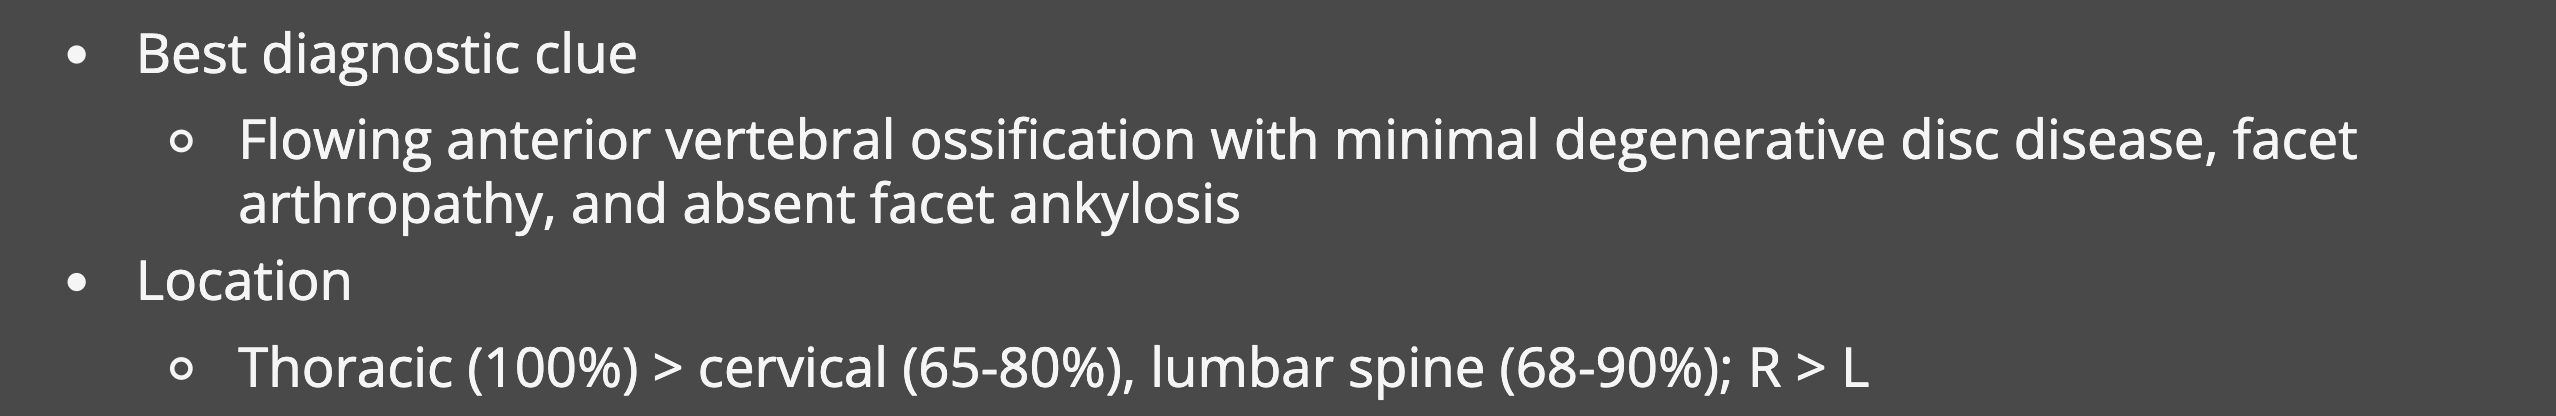 • Best diagnostic clue
◦ Flowing anterior vertebral ossification with minimal degenerative disc disease, facet
arthropathy, and absent facet ankylosis
• Location
◦ Thoracic (100%) > cervical (65-80%), lumbar spine (68-90%); R > L